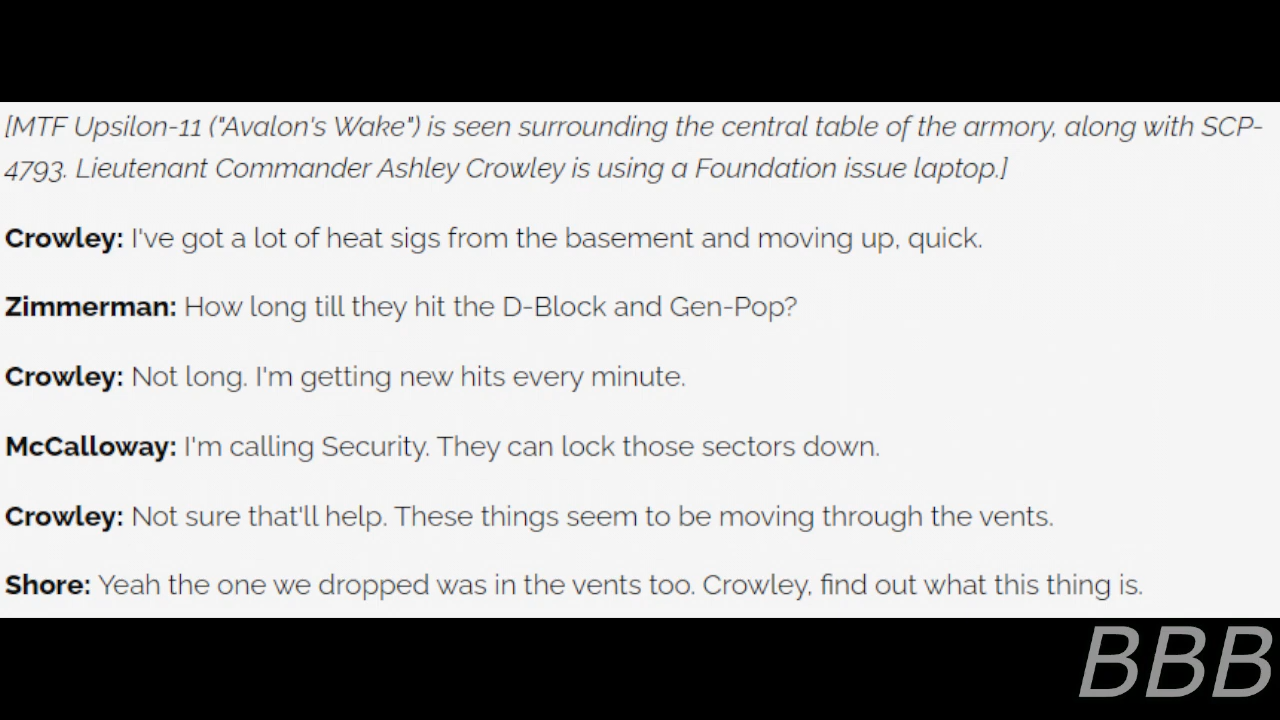 [MTF Upsilon-11 ("Avalon's Wake") is seen surrounding the central table of the armory, along with SCP-
4793. Lieutenant Commander Ashley Crowley is using a Foundation issue laptop.]
Crowley: I've got a lot of heat sigs from the basement and moving up, quick.
Zimmerman: How long till they hit the D-Block and Gen-Pop?
Crowley: Not long. I'm getting new hits every minute.
McCalloway: I'm calling Security. They can lock those sectors down.
Crowley: Not sure that'll help. These things seem to be moving through the vents.
Shore: Yeah the one we dropped was in the vents too. Crowley, find out what this thing is.
BBB